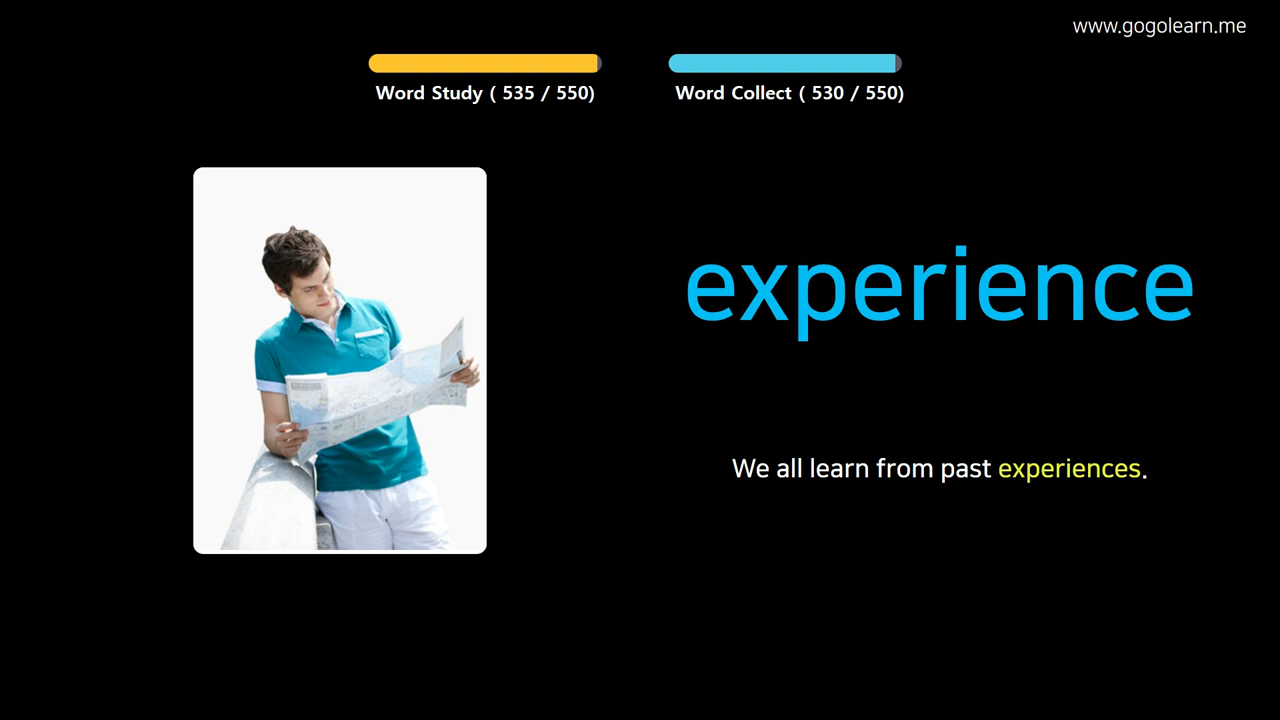 www.gogolearn.me
Word Study ( 535 / 550)
Word Collect ( 530 / 550)
experience
We all learn from past experiences.